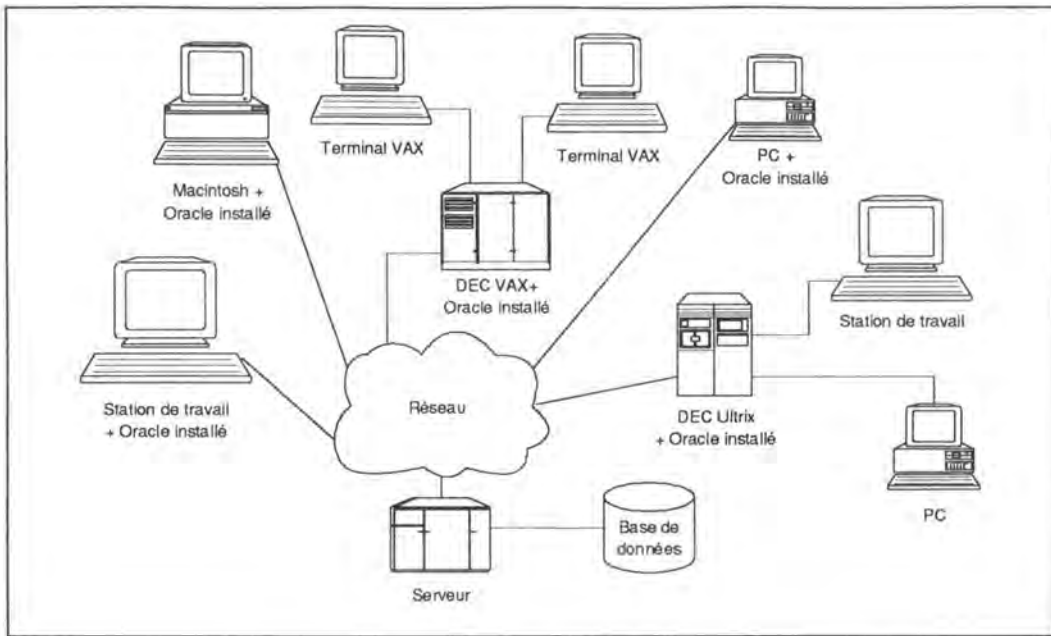 Terminal VAX
Terminal VAX
PC +
Oracle installé
Macintosh +
Oracle installé
DEC VAX+
Oracle installé
Station de travail
Station de travail
+ Oracle installé
Réseau
DEC Ultrix
+ Oracle installé
PC
Base de
données
Serveur